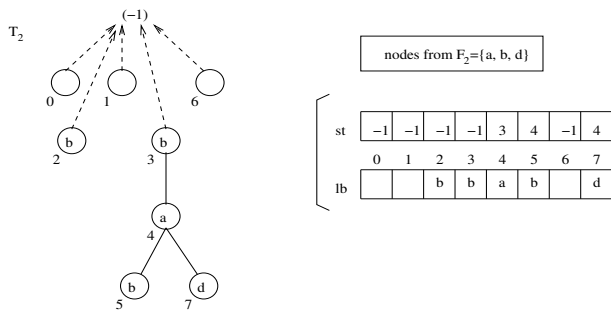 T2
(−1)
nodes from F2={a, b, d}
0 1 6
st −1 −1 −1 −1 3 4 −1 4
b b
2 3
0 1 2 3 4 5 6 7
lb b b a b d
a
4
b d
5 7